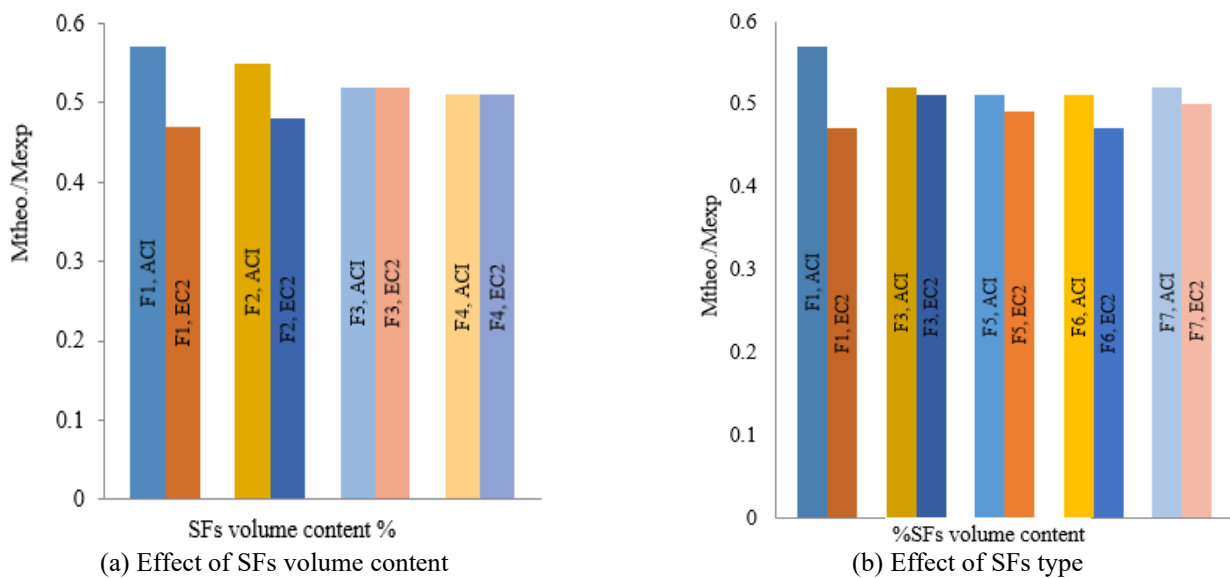 0.6
0.5
0.4
0.3
0.2
0.1
0
Mtheo./Mexp
F1, ACI
F1, EC2
F2, ACI
F2, EC2
F3, ACI
F3, EC2
F4, ACI
F4, EC2
SFs volume content %
(a) Effect of SFs volume content
0.6
0.5
0.4
0.3
0.2
0.1
0
Mtheo./Mexp
F1, ACI
F1, EC2
F3, ACI
F3, EC2
F5, ACI
F5, EC2
F6, ACI
F6, EC2
F7, ACI
F7, EC2
%SFs volume content
(b) Effect of SFs type